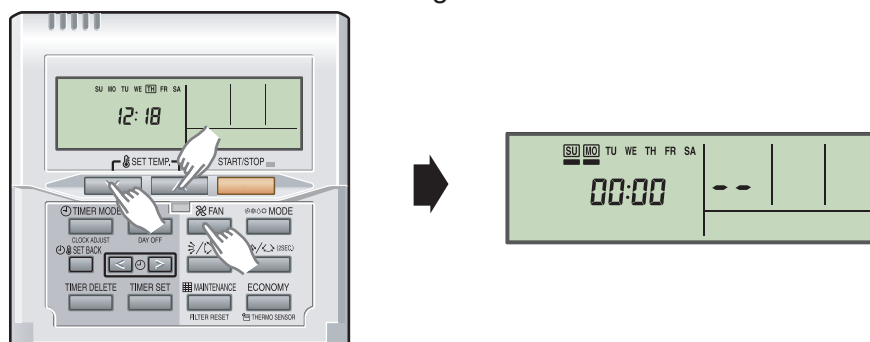 g
SU MO TU WE TH FR SA
12:18
SET TEMP. START/STOP
TIMER MODE FAN MODE
CLOCK ADJUST DAY OFF
SET BACK (2SEC.)
< >
TIMER DELETE TIMER SET MAINTENANCE ECONOMY
FILTER RESET THERMO SENSOR
SU MO TU WE TH FR SA
00:00 --